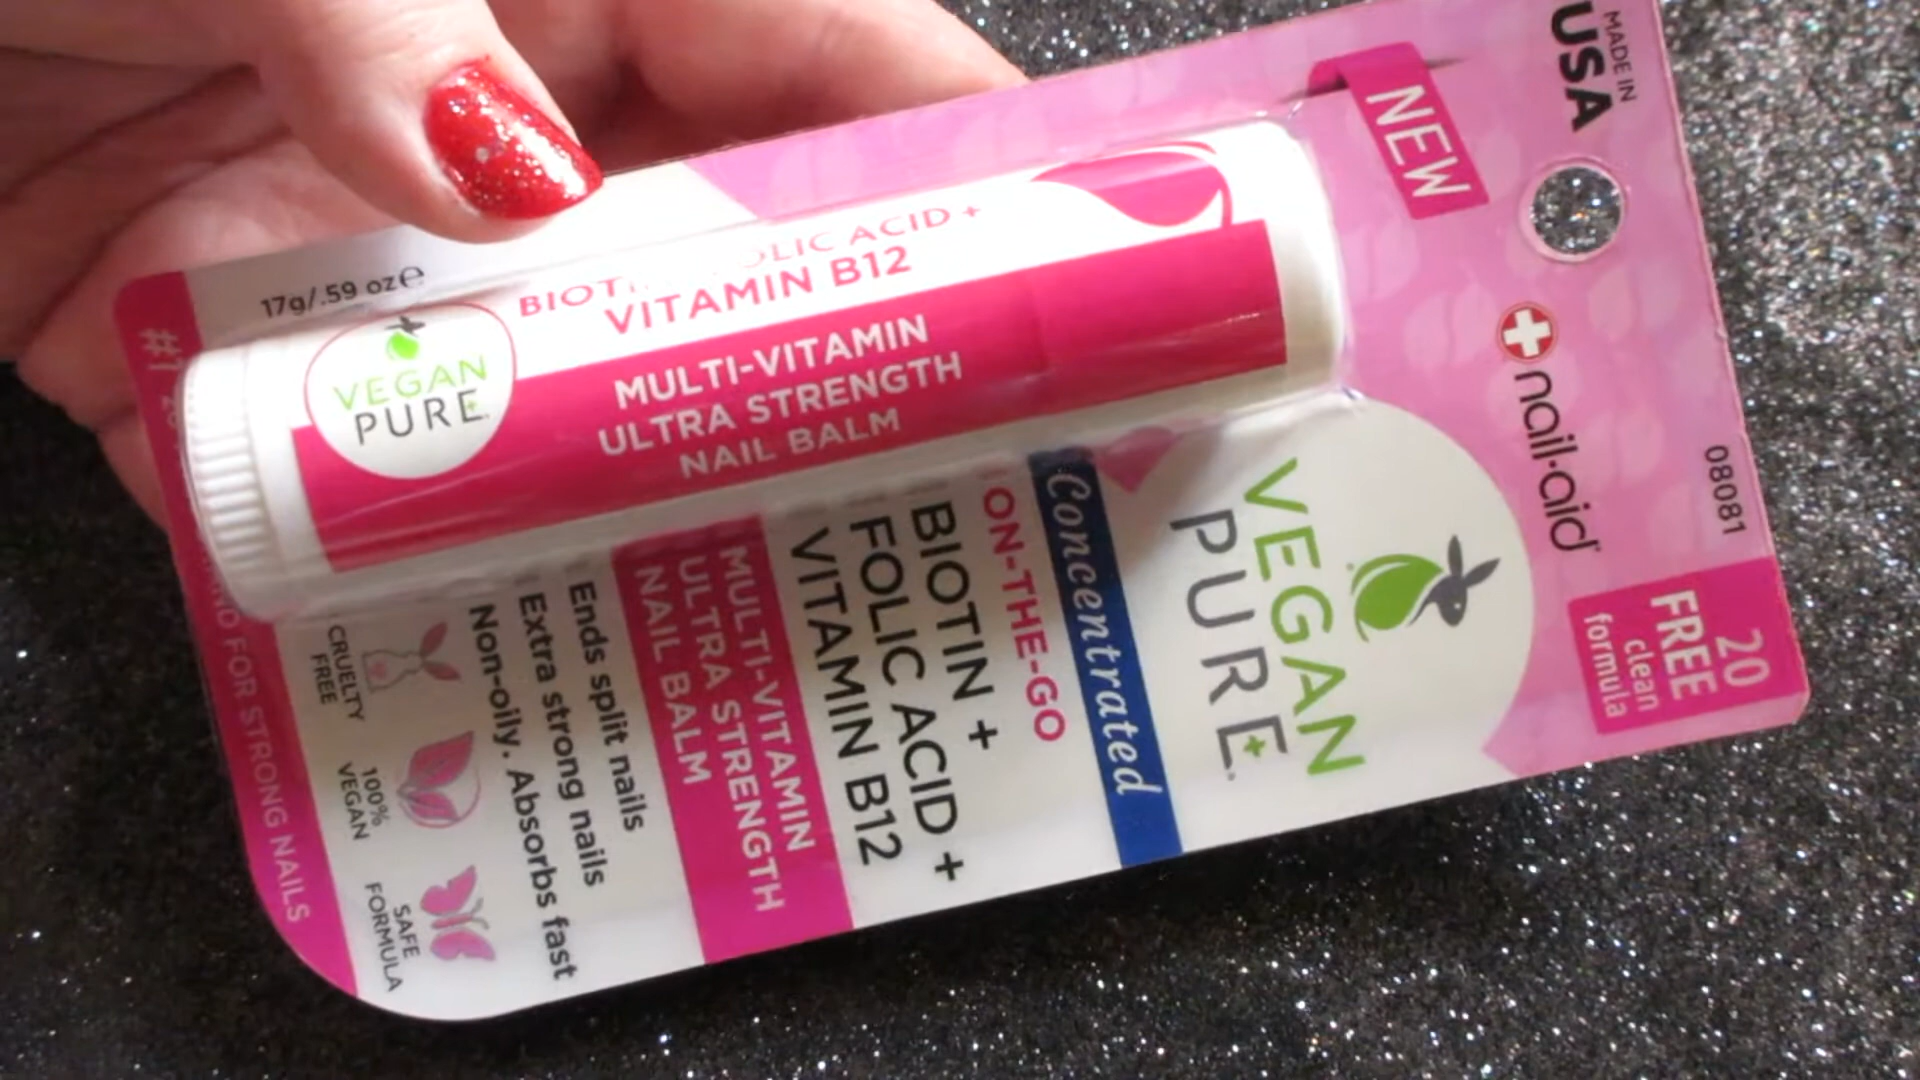 MADE IN
USA
NEW
nail·aid
08081
20
FREE
clean
formula
VEGAN
PURE
Concentrated
ON-THE-GO
BIOTIN +
FOLIC ACID +
VITAMIN B12
MULTI-VITAMIN
ULTRA STRENGTH
NAIL BALM
Ends split nails
Extra strong nails
Non-oily. Absorbs fast
CRUELTY
FREE
100%
VEGAN
SAFE
FORMULA
FOR STRONG NAILS
17g/.59 oz℮
VEGAN
PURE
ACID +
VITAMIN B12
MULTI-VITAMIN
ULTRA STRENGTH
NAIL BALM